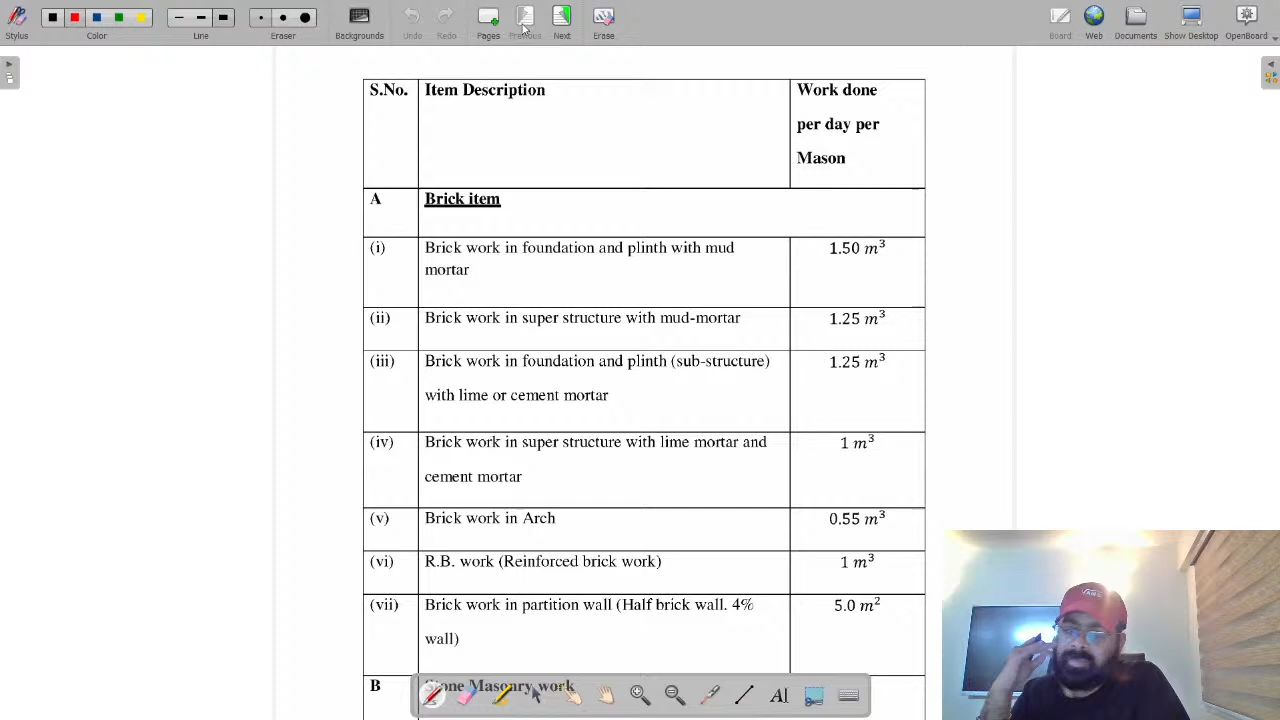 Stylus
Color
Line
Eraser
Backgrounds
Undo
Redo
Pages
Previous
Next
Erase
Board
Web
Documents
Show Desktop
OpenBoard
S.No. Item Description Work done
per day per
Mason
A Brick item
(i) Brick work in foundation and plinth with mud 1.50 m³
mortar
(ii) Brick work in super structure with mud-mortar 1.25 m³
(iii) Brick work in foundation and plinth (sub-structure) 1.25 m³
with lime or cement mortar
(iv) Brick work in super structure with lime mortar and 1 m³
cement mortar
(v) Brick work in Arch 0.55 m³
(vi) R.B. work (Reinforced brick work) 1 m³
(vii) Brick work in partition wall (Half brick wall. 4% 5.0 m²
wall)
B Stone Masonry work
AI
VANS